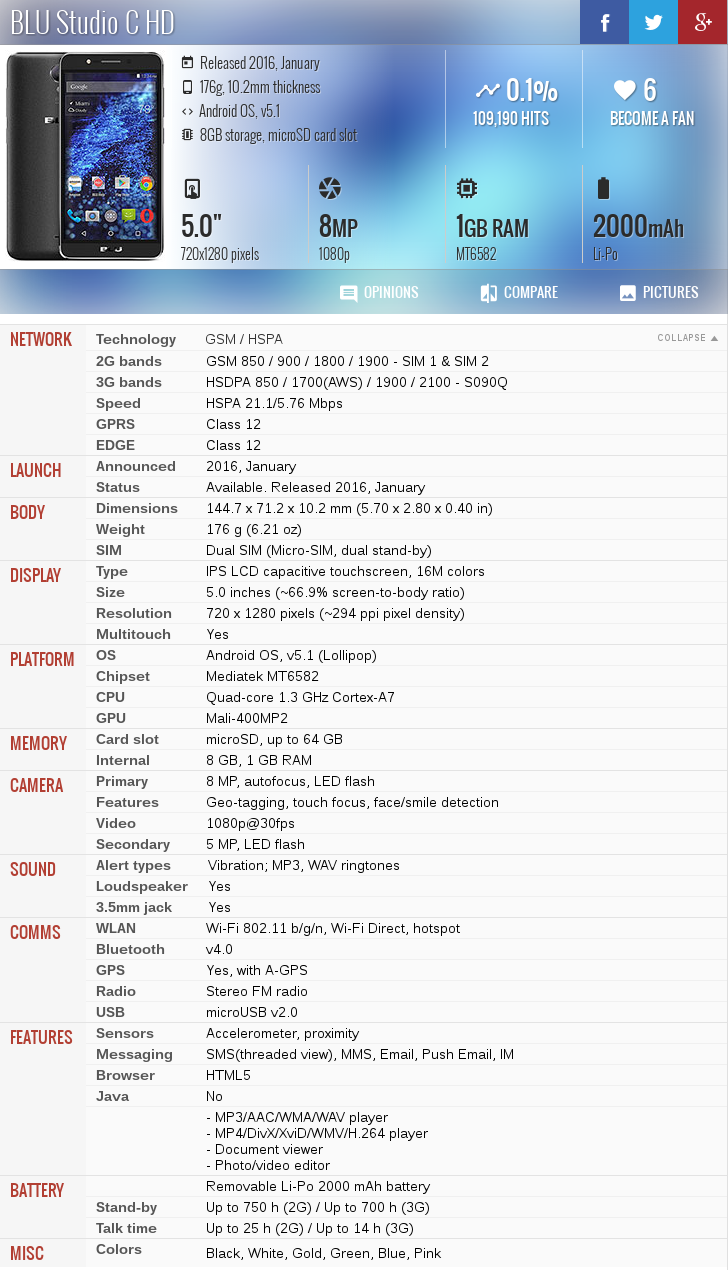 BLU Studio C HD
Released 2016, January
176g, 10.2mm thickness
Android OS, v5.1
8GB storage, microSD card slot
0.1%
109,190 HITS
6
BECOME A FAN
5.0"
720x1280 pixels
8MP
1080p
1GB RAM
MT6582
2000mAh
Li-Po
OPINIONS
COMPARE
PICTURES
NETWORK Technology GSM / HSPA COLLAPSE
2G bands GSM 850 / 900 / 1800 / 1900 - SIM 1 & SIM 2
3G bands HSDPA 850 / 1700(AWS) / 1900 / 2100 - S090Q
Speed HSPA 21.1/5.76 Mbps
GPRS Class 12
EDGE Class 12
LAUNCH Announced 2016, January
Status Available. Released 2016, January
BODY Dimensions 144.7 x 71.2 x 10.2 mm (5.70 x 2.80 x 0.40 in)
Weight 176 g (6.21 oz)
SIM Dual SIM (Micro-SIM, dual stand-by)
DISPLAY Type IPS LCD capacitive touchscreen, 16M colors
Size 5.0 inches (~66.9% screen-to-body ratio)
Resolution 720 x 1280 pixels (~294 ppi pixel density)
Multitouch Yes
PLATFORM OS Android OS, v5.1 (Lollipop)
Chipset Mediatek MT6582
CPU Quad-core 1.3 GHz Cortex-A7
GPU Mali-400MP2
MEMORY Card slot microSD, up to 64 GB
Internal 8 GB, 1 GB RAM
CAMERA Primary 8 MP, autofocus, LED flash
Features Geo-tagging, touch focus, face/smile detection
Video 1080p@30fps
Secondary 5 MP, LED flash
SOUND Alert types Vibration; MP3, WAV ringtones
Loudspeaker Yes
3.5mm jack Yes
COMMS WLAN Wi-Fi 802.11 b/g/n, Wi-Fi Direct, hotspot
Bluetooth v4.0
GPS Yes, with A-GPS
Radio Stereo FM radio
USB microUSB v2.0
FEATURES Sensors Accelerometer, proximity
Messaging SMS(threaded view), MMS, Email, Push Email, IM
Browser HTML5
Java No
- MP3/AAC/WMA/WAV player
- MP4/DivX/XviD/WMV/H.264 player
- Document viewer
- Photo/video editor
BATTERY Removable Li-Po 2000 mAh battery
Stand-by Up to 750 h (2G) / Up to 700 h (3G)
Talk time Up to 25 h (2G) / Up to 14 h (3G)
MISC Colors Black, White, Gold, Green, Blue, Pink